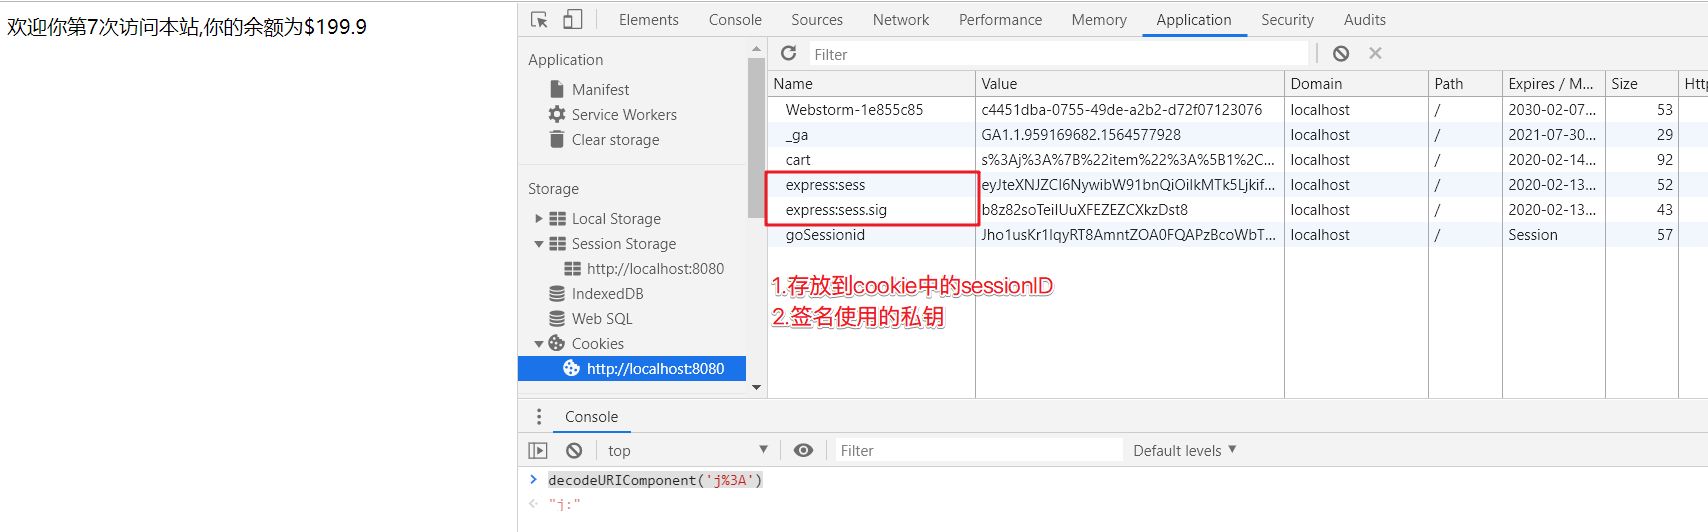 欢迎你第7次访问本站,你的余额为$199.9
Elements Console Sources Network Performance Memory Application Security Audits
Application
Manifest
Service Workers
Clear storage
Storage
Local Storage
Session Storage
http://localhost:8080
IndexedDB
Web SQL
Cookies
http://localhost:8080
Filter
Name Value Domain Path Expires / M... Size Htt
Webstorm-1e855c85 c4451dba-0755-49de-a2b2-d72f07123076 localhost / 2030-02-07... 53
_ga GA1.1.959169682.1564577928 localhost / 2021-07-30... 29
cart s%3Aj%3A%7B%22item%22%3A%5B1%2C... localhost / 2020-02-14... 92
express:sess eyJteXNJZCI6NywibW91bnQiOiIkMTk5Ljkif... localhost / 2020-02-13... 52
express:sess.sig b8z82soTeiIUuXFEZEZCXkzDst8 localhost / 2020-02-13... 43
goSessionid Jho1usKr1IqyRT8AmntZOA0FQAPzBcoWbT... localhost / Session 57
1.存放到cookie中的sessionID
2.签名使用的私钥
Console
top Filter Default levels
decodeURIComponent('j%3A')
"j:"